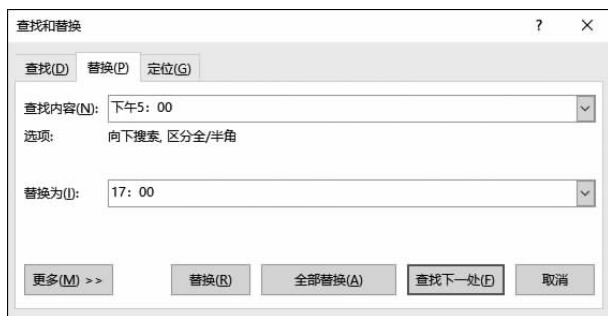 查找和替换 ? ×
查找(D) 替换(P) 定位(G)
查找内容(N): 下午5：00
选项: 向下搜索, 区分全/半角
替换为(I): 17：00
更多(M) >> 替换(R) 全部替换(A) 查找下一处(F) 取消